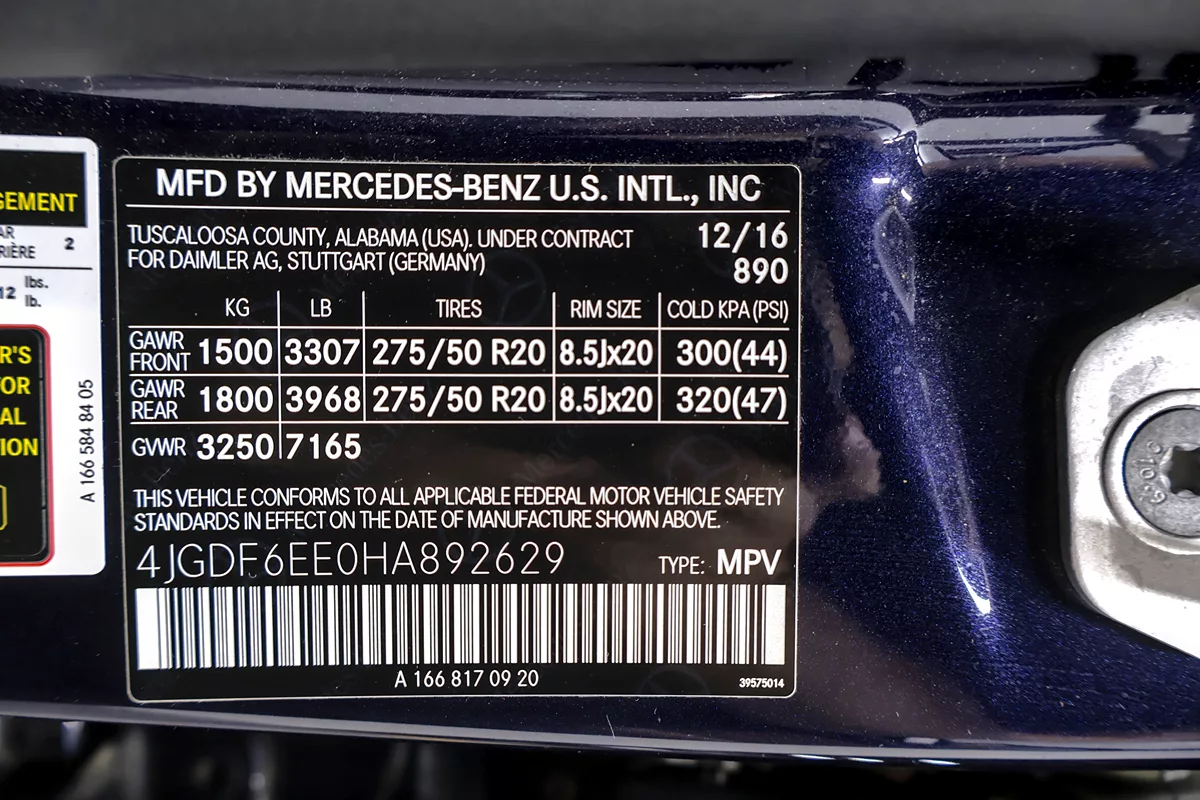 GEMENT
AR
RIÈRE 2
12 lbs.
lb.
R'S
OR
AL
ION
A 166 584 84 05
MFD BY MERCEDES-BENZ U.S. INTL., INC
TUSCALOOSA COUNTY, ALABAMA (USA). UNDER CONTRACT 12/16
FOR DAIMLER AG, STUTTGART (GERMANY) 890
KG LB TIRES RIM SIZE COLD KPA (PSI)
GAWR FRONT 1500 3307 275/50 R20 8.5Jx20 300(44)
GAWR REAR 1800 3968 275/50 R20 8.5Jx20 320(47)
GVWR 3250 7165
THIS VEHICLE CONFORMS TO ALL APPLICABLE FEDERAL MOTOR VEHICLE SAFETY
STANDARDS IN EFFECT ON THE DATE OF MANUFACTURE SHOWN ABOVE.
4JGDF6EE0HA892629 TYPE: MPV
A 166 817 09 20
39575014